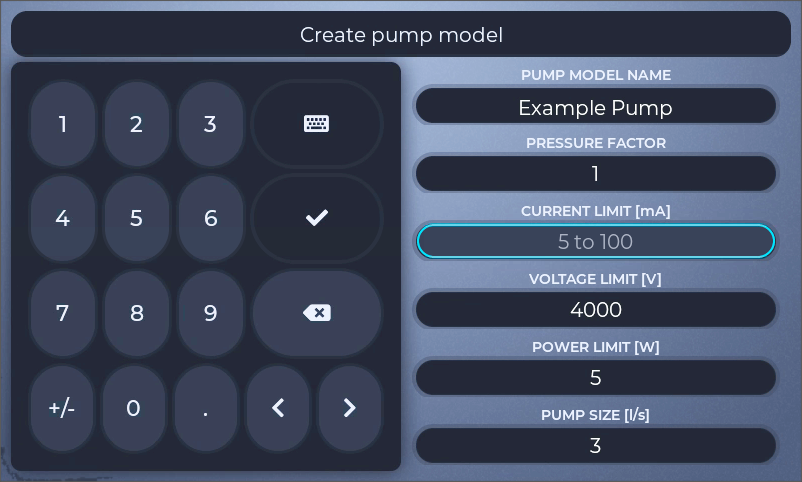 Create pump model
1 2 3
4 5 6
7 8 9
+/- 0 . < >
PUMP MODEL NAME
Example Pump
PRESSURE FACTOR
1
CURRENT LIMIT [mA]
5 to 100
VOLTAGE LIMIT [V]
4000
POWER LIMIT [W]
5
PUMP SIZE [l/s]
3